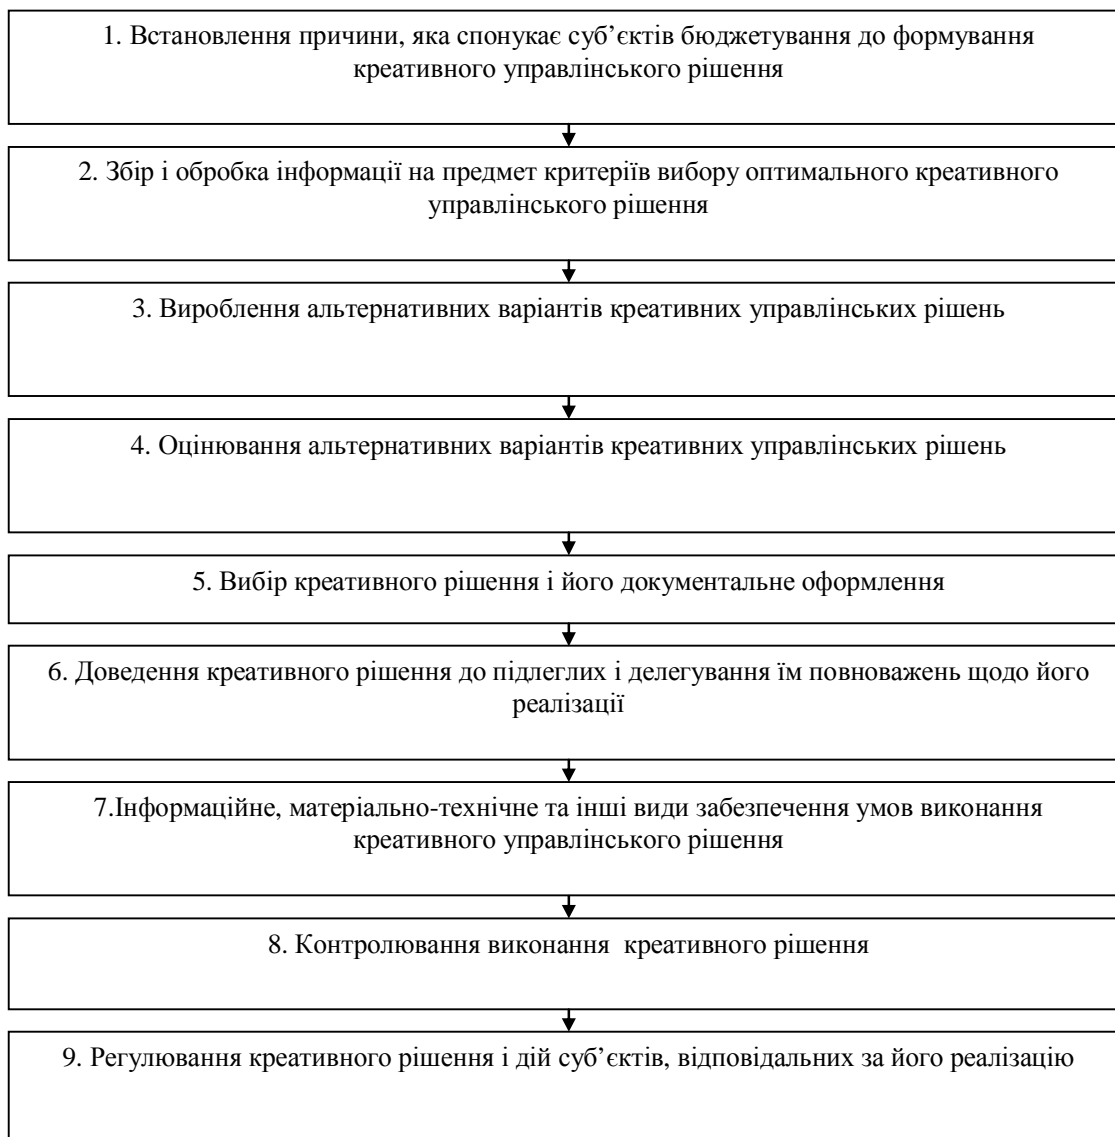 1. Встановлення причини, яка спонукає суб’єктів бюджетування до формування
креативного управлінського рішення
2. Збір і обробка інформації на предмет критеріїв вибору оптимального креативного
управлінського рішення
3. Вироблення альтернативних варіантів креативних управлінських рішень
4. Оцінювання альтернативних варіантів креативних управлінських рішень
5. Вибір креативного рішення і його документальне оформлення
6. Доведення креативного рішення до підлеглих і делегування їм повноважень щодо його
реалізації
7.Інформаційне, матеріально-технічне та інші види забезпечення умов виконання
креативного управлінського рішення
8. Контролювання виконання  креативного рішення
9. Регулювання креативного рішення і дій суб’єктів, відповідальних за його реалізацію